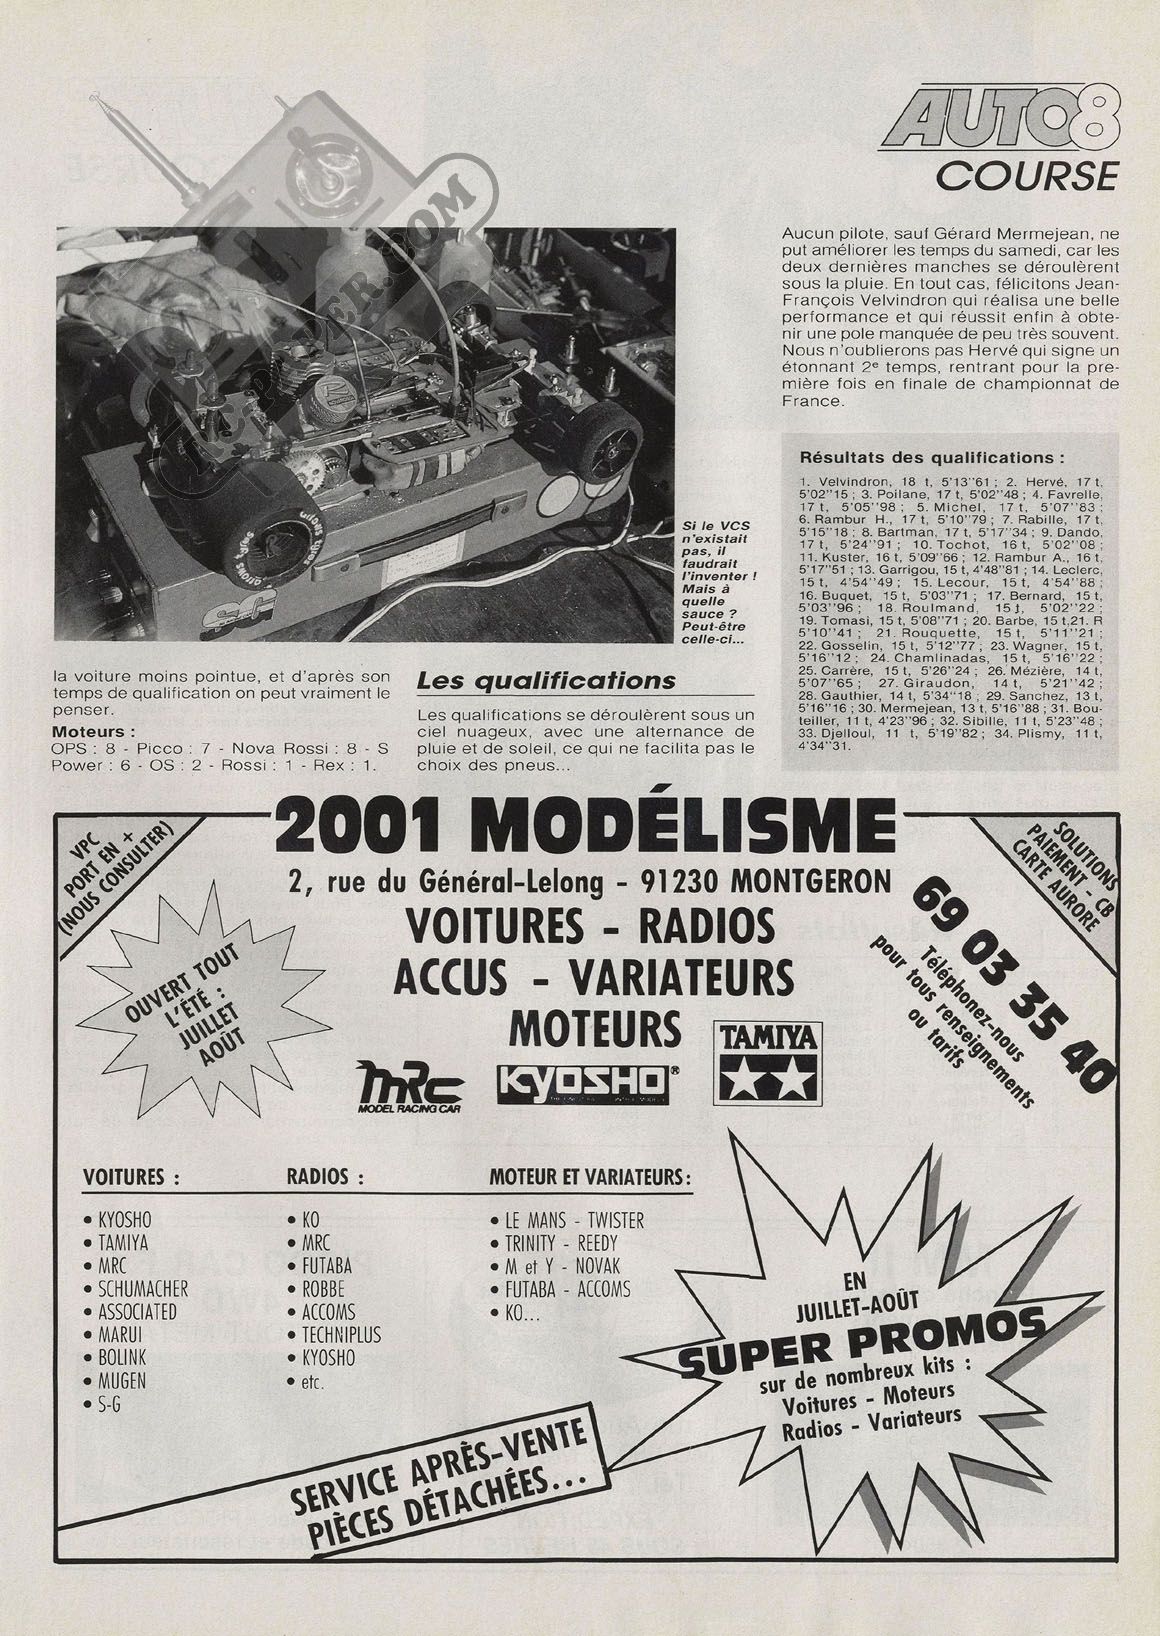 AUTO8
COURSE
RC-PAPER.COM
Si le VCS
n'existait
pas, il
faudrait
l'inventer !
Mais à
quelle
sauce ?
Peut-être
celle-ci...
la voiture moins pointue, et d'après son
temps de qualification on peut vraiment le
penser.
Moteurs :
OPS : 8 - Picco : 7 - Nova Rossi : 8 - S
Power : 6 - OS : 2 - Rossi : 1 - Rex : 1.
Les qualifications
Les qualifications se déroulèrent sous un
ciel nuageux, avec une alternance de
pluie et de soleil, ce qui ne facilita pas le
choix des pneus...
Aucun pilote, sauf Gérard Mermejean, ne
put améliorer les temps du samedi, car les
deux dernières manches se déroulèrent
sous la pluie. En tout cas, félicitons Jean-
François Velvindron qui réalisa une belle
performance et qui réussit enfin à obte-
nir une pole manquée de peu très souvent.
Nous n'oublierons pas Hervé qui signe un
étonnant 2e temps, rentrant pour la pre-
mière fois en finale de championnat de
France.
Résultats des qualifications :
1. Velvindron, 18 t, 5'13''61 ; 2. Hervé, 17 t,
5'02''15 ; 3. Poilane, 17 t, 5'02''48 ; 4. Favrelle,
17 t, 5'05''98 ; 5. Michel, 17 t, 5'07''83 ;
6. Rambur H., 17 t, 5'10''79 ; 7. Rabille, 17 t,
5'15''18 ; 8. Bartman, 17 t, 5'17''34 ; 9. Dando,
17 t, 5'24''91 ; 10. Tochot, 16 t, 5'02''08 ;
11. Kuster, 16 t, 5'09''66 ; 12. Rambur A., 16 t,
5'17''51 ; 13. Garrigou, 15 t, 4'48''81 ; 14. Leclerc,
15 t, 4'54''49 ; 15. Lecour, 15 t, 4'54''88 ;
16. Buquet, 15 t, 5'03''71 ; 17. Bernard, 15 t,
5'03''96 ; 18. Roulmand, 15 t, 5'02''22 ;
19. Tomasi, 15 t, 5'08''71 ; 20. Barbe, 15 t,21. R
5'10''41 ; 21. Rouquette, 15 t, 5'11''21 ;
22. Gosselin, 15 t, 5'12''77 ; 23. Wagner, 15 t,
5'16''12 ; 24. Chamlinadas, 15 t, 5'16''22 ;
25. Carrère, 15 t, 5'26''24 ; 26. Mézière, 14 t,
5'07''65 ; 27. Giraudon, 14 t, 5'21''42 ;
28. Gauthier, 14 t, 5'34''18 ; 29. Sanchez, 13 t,
5'16''16 ; 30. Mermejean, 13 t, 5'16''88 ; 31. Bou-
teiller, 11 t, 4'23''96 ; 32. Sibille, 11 t, 5'23''48 ;
33. Djelloul, 11 t, 5'19''82 ; 34. Plismy, 11 t,
4'34''31.
2001 MODÉLISME
2, rue du Général-Lelong - 91230 MONTGERON
VPC
PORT EN +
(NOUS CONSULTER)
SOLUTIONS
PAIEMENT - CB
CARTE AURORE
VOITURES - RADIOS
ACCUS - VARIATEURS
MOTEURS
OUVERT TOUT
L'ÉTÉ :
JUILLET
AOÛT
69 03 35 40
Téléphonez-nous
pour tous renseignements
ou tarifs
MRC
MODEL RACING CAR
KYOSHO®
TAMIYA
VOITURES :
• KYOSHO
• TAMIYA
• MRC
• SCHUMACHER
• ASSOCIATED
• MARUI
• BOLINK
• MUGEN
• S-G
RADIOS :
• KO
• MRC
• FUTABA
• ROBBE
• ACCOMS
• TECHNIPLUS
• KYOSHO
• etc.
MOTEUR ET VARIATEURS :
• LE MANS - TWISTER
• TRINITY - REEDY
• M et Y - NOVAK
• FUTABA - ACCOMS
• KO...
EN
JUILLET-AOÛT
SUPER PROMOS
sur de nombreux kits :
Voitures - Moteurs
Radios - Variateurs
SERVICE APRÈS-VENTE
PIÈCES DÉTACHÉES...